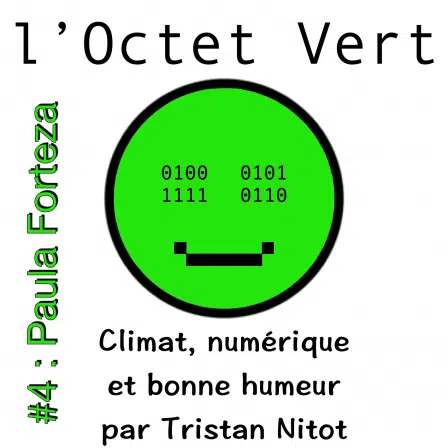 l'Octet Vert
#4 : Paula Forteza
0100 0101
1111 0110
Climat, numérique
et bonne humeur
par Tristan Nitot